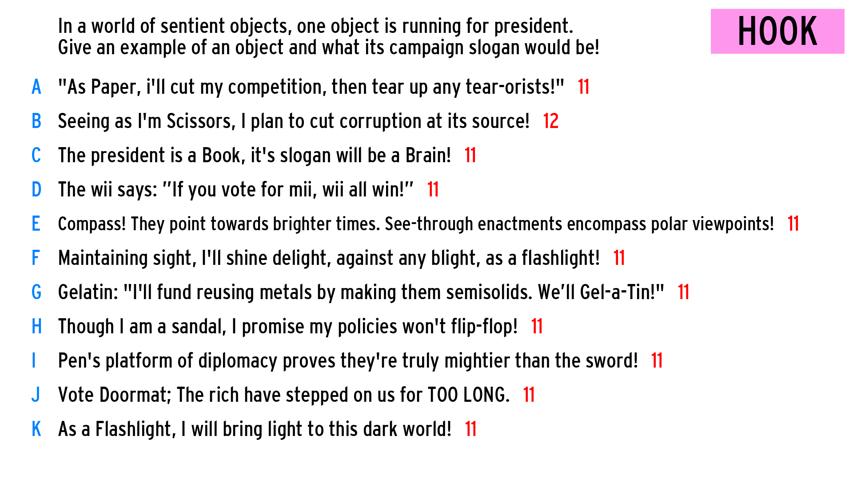 In a world of sentient objects, one object is running for president.
Give an example of an object and what its campaign slogan would be!
HOOK
A "As Paper, i'll cut my competition, then tear up any tear-orists!" 11
B Seeing as I'm Scissors, I plan to cut corruption at its source! 12
C The president is a Book, it's slogan will be a Brain! 11
D The wii says: ”If you vote for mii, wii all win!” 11
E Compass! They point towards brighter times. See-through enactments encompass polar viewpoints! 11
F Maintaining sight, I'll shine delight, against any blight, as a flashlight! 11
G Gelatin: "I'll fund reusing metals by making them semisolids. We’ll Gel-a-Tin!" 11
H Though I am a sandal, I promise my policies won't flip-flop! 11
I Pen's platform of diplomacy proves they're truly mightier than the sword! 11
J Vote Doormat; The rich have stepped on us for TOO LONG. 11
K As a Flashlight, I will bring light to this dark world! 11